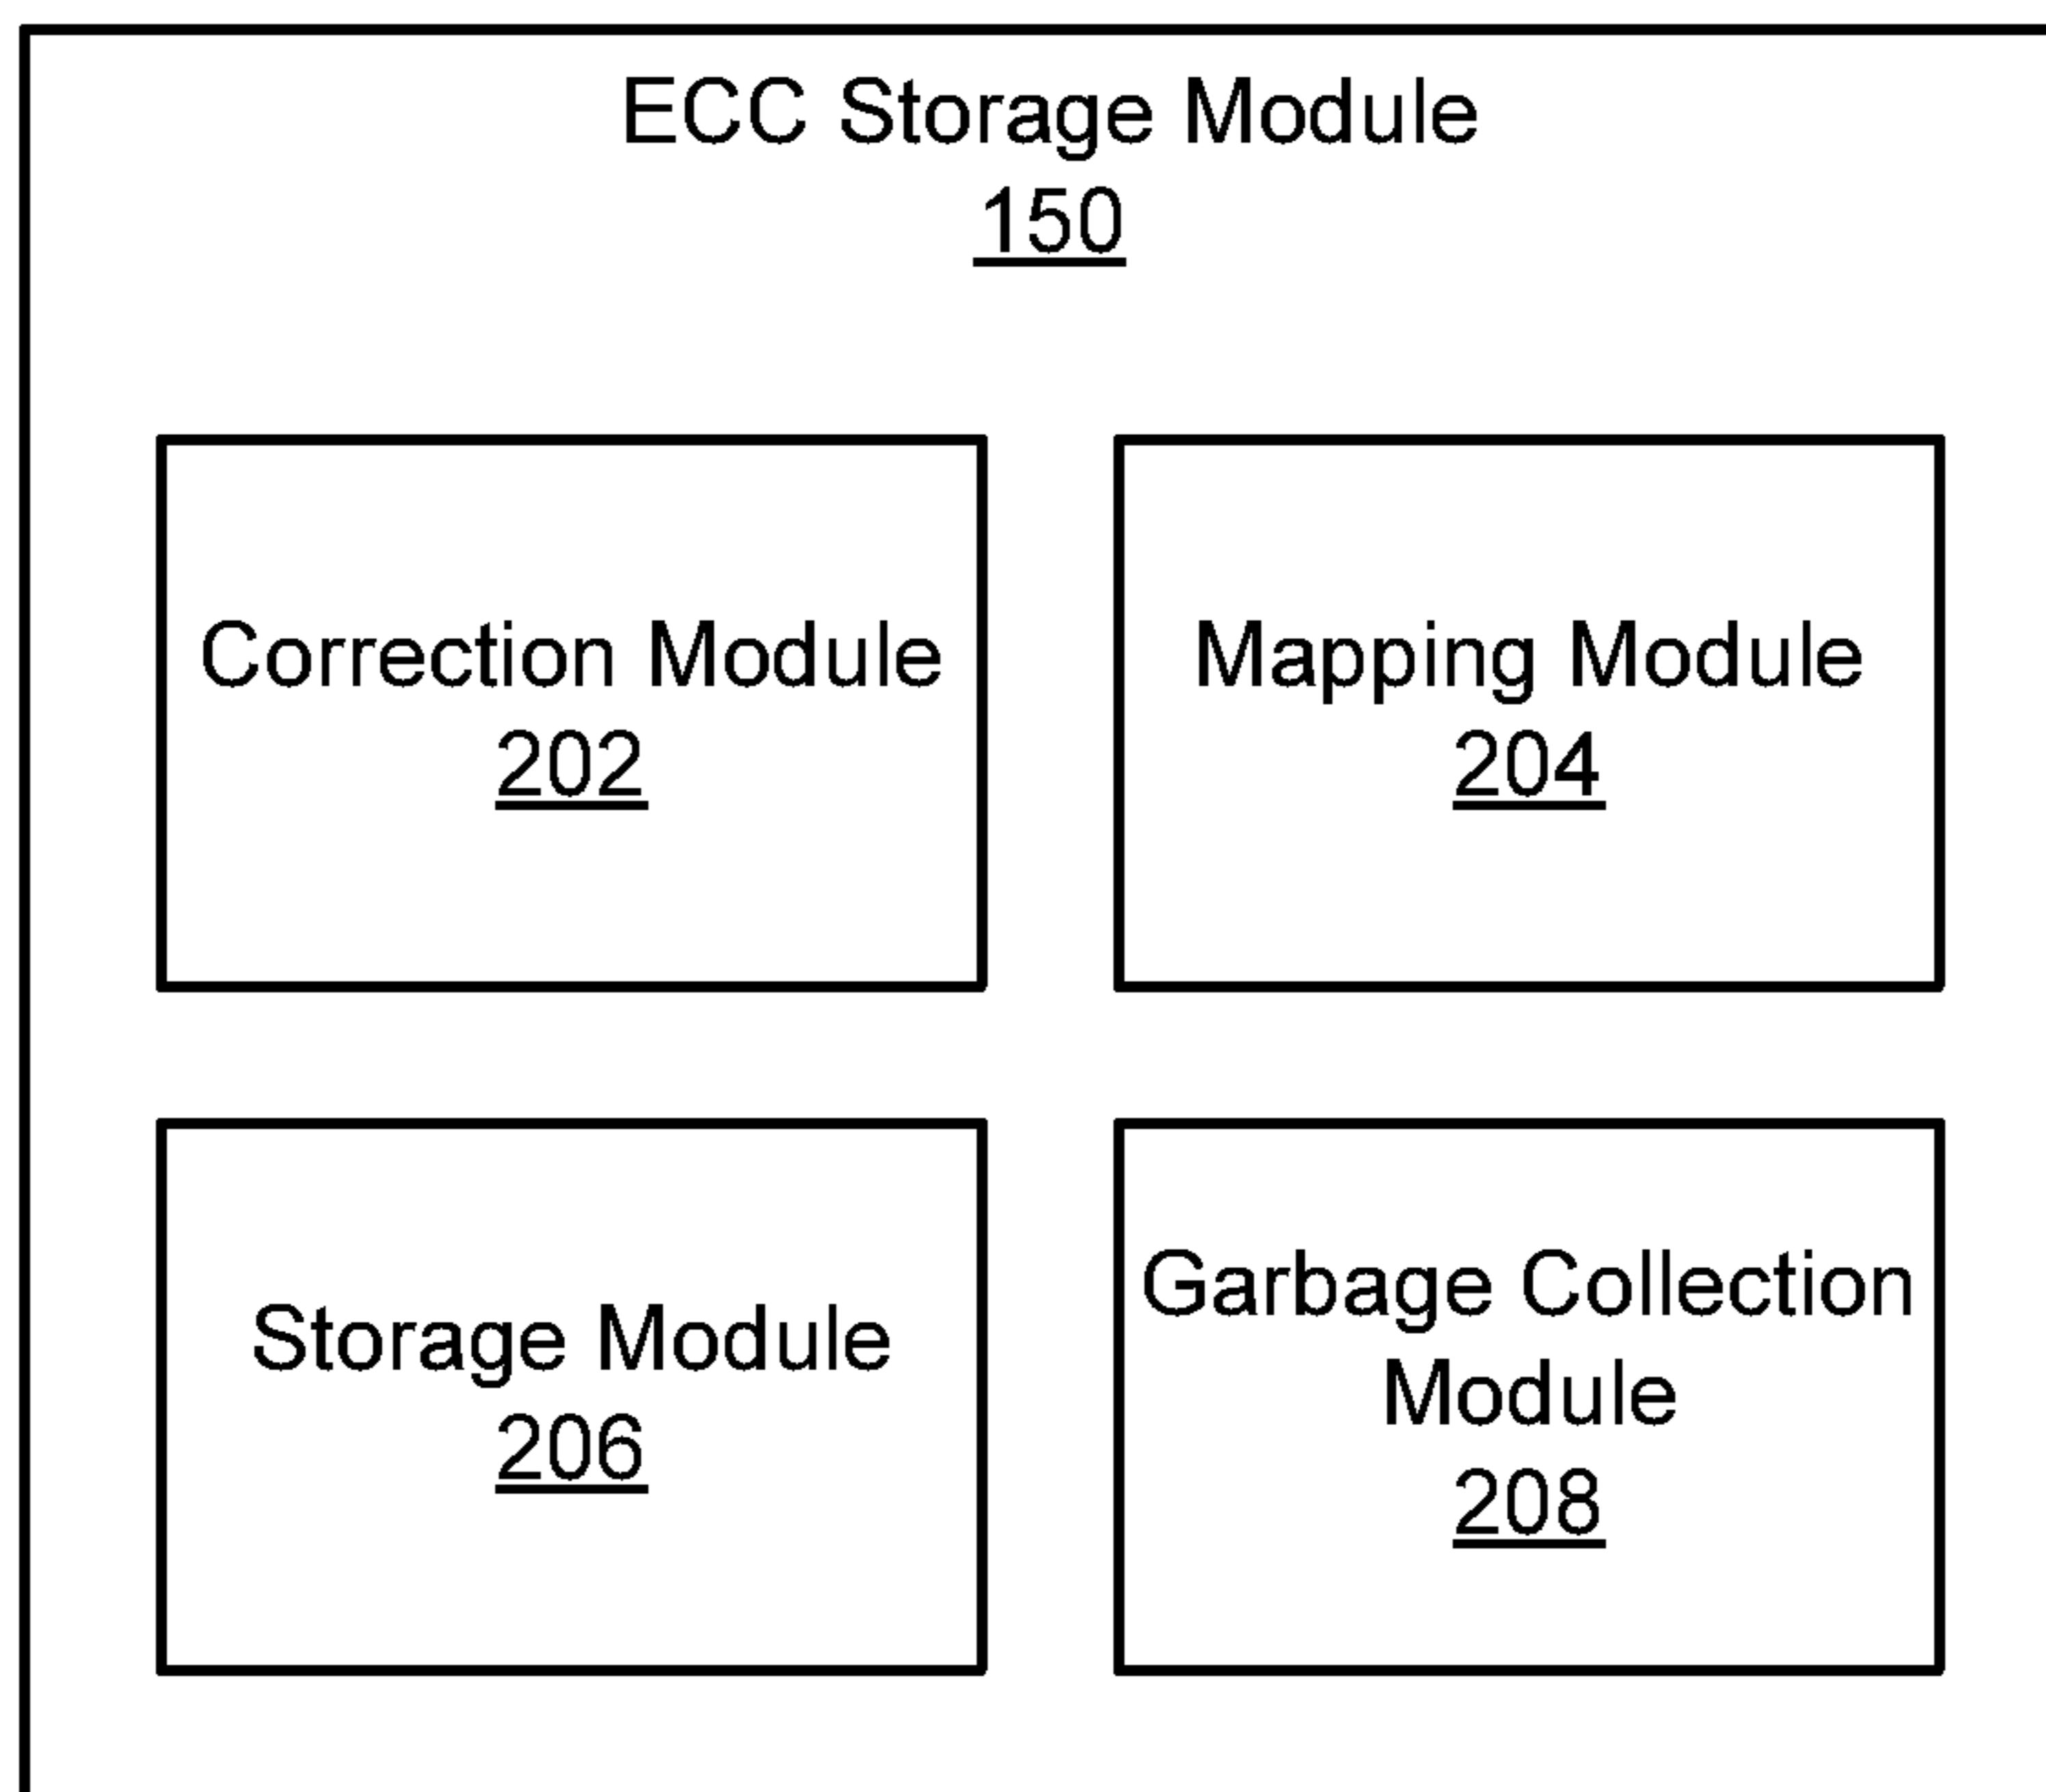 ECC Storage Module
150
Correction Module
202
Mapping Module
204
Storage Module
206
Garbage Collection
Module
208